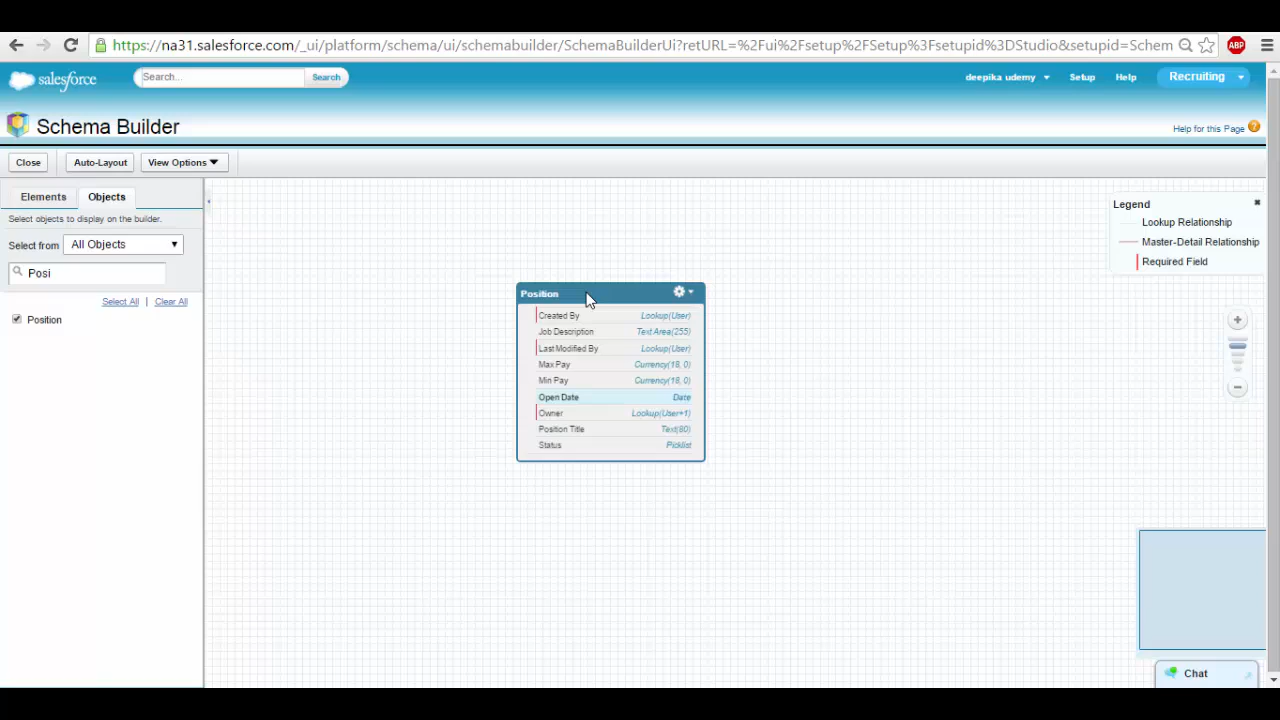 https://na31.salesforce.com/_ui/platform/schema/ui/schemabuilder/schemaBuilderUi?retURL=%2Fui%2Fsetup%2FSetup%3Fsetupid%3DStudio&setupid=Schem
ABP
salesforce
Search...
Search
deepika udemy
Setup
Help
Recruiting
Schema Builder
Help for this Page
?
Close
Auto-Layout
View Options
Elements
Objects
Select objects to display on the builder.
Select from All Objects
Posi
Select All | Clear All
Position
Position
Created By Lookup(User)
Job Description Text Area(255)
Last Modified By Lookup(User)
Max Pay Currency(18, 0)
Min Pay Currency(18, 0)
Open Date Date
Owner Lookup(User+1)
Position Title Text(80)
Status Picklist
Legend
Lookup Relationship
Master-Detail Relationship
Required Field
Chat